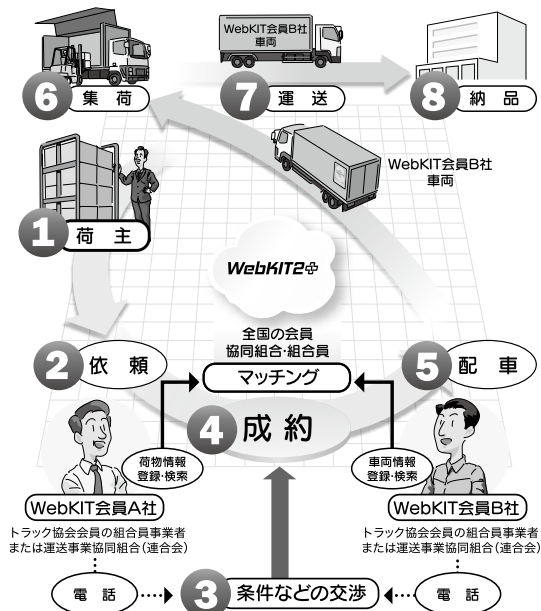 WebKIT会員B社
車両
6 集荷
7 運送
8 納品
WebKIT会員B社
車両
1 荷主
WebKIT2+
全国の会員
協同組合・組合員
マッチング
2 依頼
5 配車
4 成約
荷物情報
登録・検索
車両情報
登録・検索
WebKIT会員A社
トラック協会会員の組合員事業者
または運送事業協同組合（連合会）
WebKIT会員B社
トラック協会会員の組合員事業者
または運送事業協同組合（連合会）
電話
3 条件などの交渉
電話